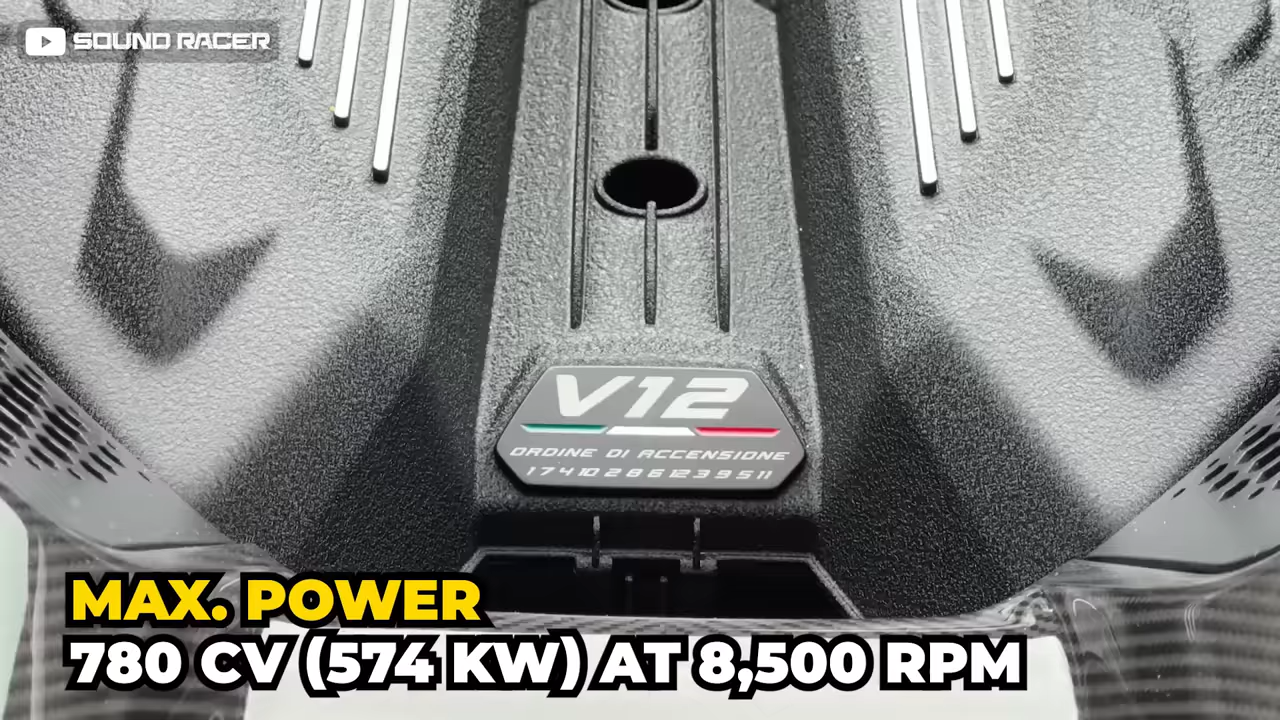 SOUND RACER
V12
ORDINE DI ACCENSIONE
1 7 4 10 2 8 6 12 3 9 5 11
MAX. POWER
780 CV (574 KW) AT 8,500 RPM